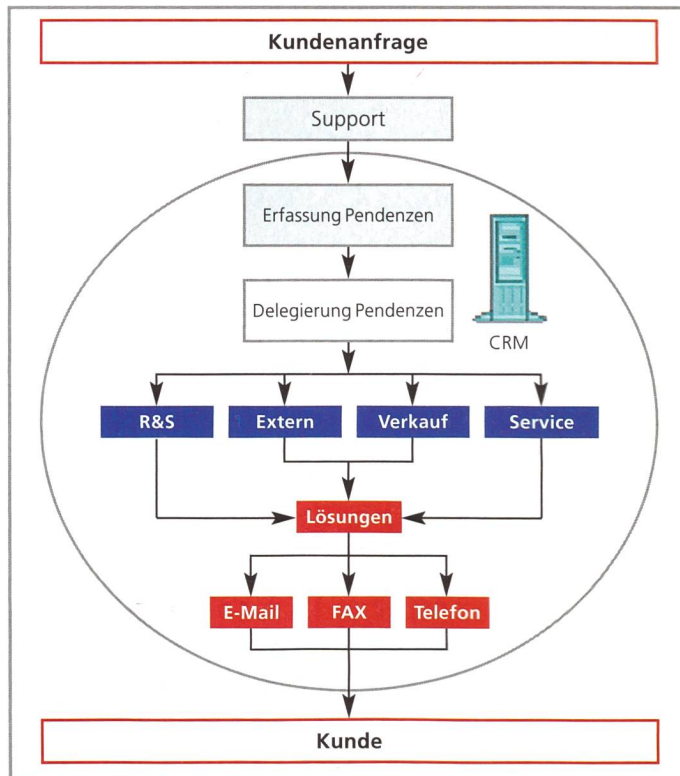 Kundenanfrage
Support
Erfassung Pendenzen
Delegierung Pendenzen
CRM
R&S Extern Verkauf Service
Lösungen
E-Mail FAX Telefon
Kunde